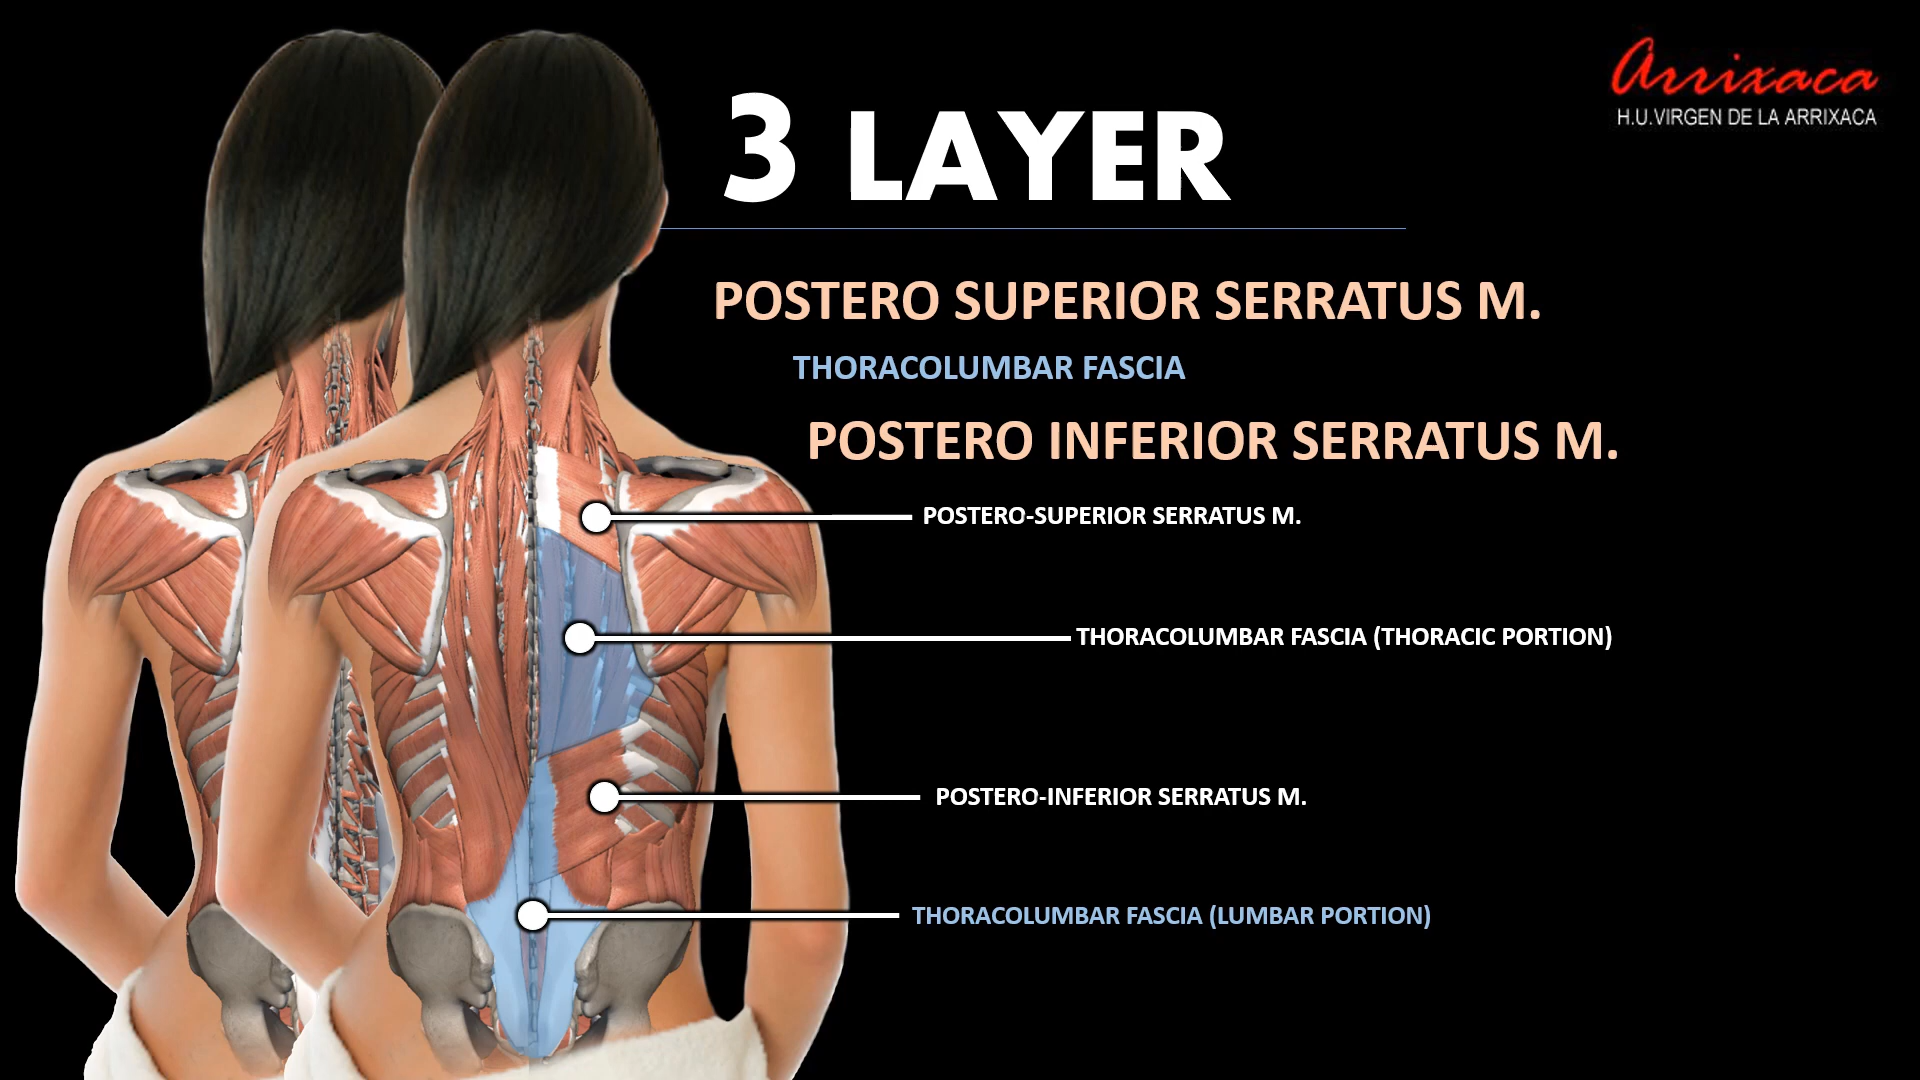 Arrixaca
H.U.VIRGEN DE LA ARRIXACA
3 LAYER
POSTERO SUPERIOR SERRATUS M.
THORACOLUMBAR FASCIA
POSTERO INFERIOR SERRATUS M.
POSTERO-SUPERIOR SERRATUS M.
THORACOLUMBAR FASCIA (THORACIC PORTION)
POSTERO-INFERIOR SERRATUS M.
THORACOLUMBAR FASCIA (LUMBAR PORTION)